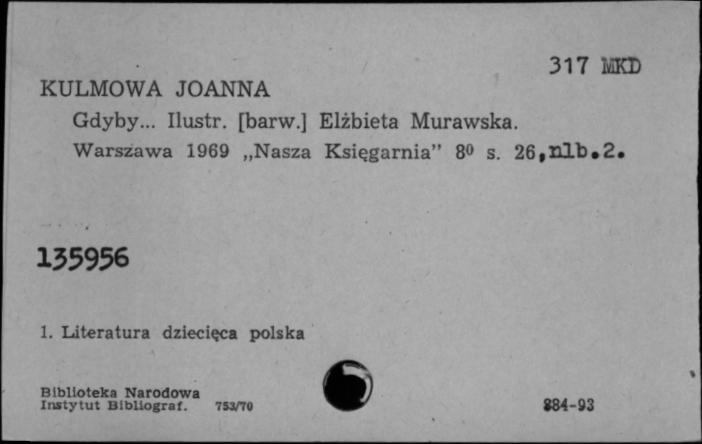 317 MKD
KULMOWA JOANNA
Gdyby... Ilustr. [barw.] Elżbieta Murawska.
Warszawa 1969 „Nasza Księgarnia” 8⁰ s. 26,nlb.2.
135956
1. Literatura dziecięca polska
Biblioteka Narodowa
Instytut Bibliograf. 753/70
884-93